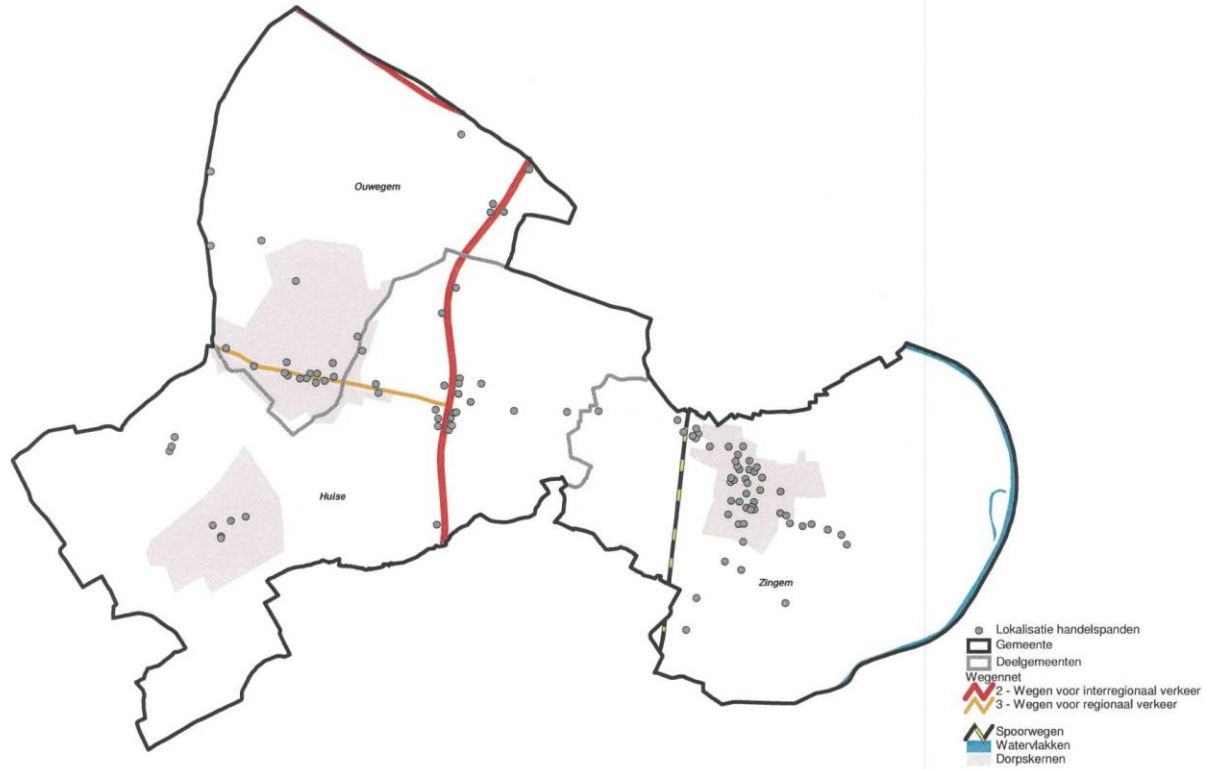 Ouwegem
Huise
Zingem
Lokalisatie handelspanden
Gemeente
Deelgemeenten
Wegennet
2 - Wegen voor interregionaal verkeer
3 - Wegen voor regionaal verkeer
Spoorwegen
Watervlakken
Dorpskernen